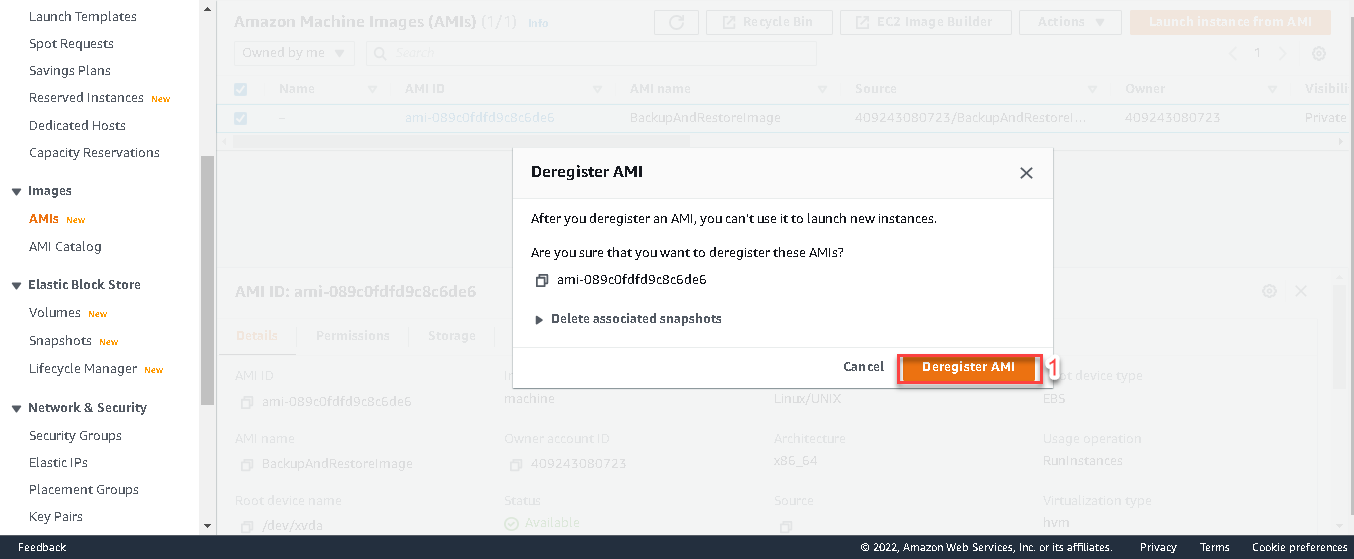 Launch Templates
Spot Requests
Savings Plans
Reserved Instances New
Dedicated Hosts
Capacity Reservations
Images
AMIs New
AMI Catalog
Elastic Block Store
Volumes New
Snapshots New
Lifecycle Manager New
Network & Security
Security Groups
Elastic IPs
Placement Groups
Key Pairs
Amazon Machine Images (AMIs) (1/1) Info
Recycle Bin
EC2 Image Builder
Actions
Launch instance from AMI
Owned by me
Search
1
Name AMI ID AMI name Source Owner Visibili
– ami-089c0fdfd9c8c6de6 BackupAndRestoreImage 409243080723/BackupAndRestoreI... 409243080723 Private
Deregister AMI
After you deregister an AMI, you can't use it to launch new instances.
Are you sure that you want to deregister these AMIs?
ami-089c0fdfd9c8c6de6
Delete associated snapshots
Cancel
Deregister AMI
1
AMI ID: ami-089c0fdfd9c8c6de6
Details Permissions Storage
AMI ID
ami-089c0fdfd9c8c6de6
machine
Linux/UNIX
device type
EBS
AMI name
BackupAndRestoreImage
Owner account ID
409243080723
Architecture
x86_64
Usage operation
RunInstances
Root device name
/dev/xvda
Status
Available
Source
Virtualization type
hvm
Feedback
© 2022, Amazon Web Services, Inc. or its affiliates. Privacy Terms Cookie preferences